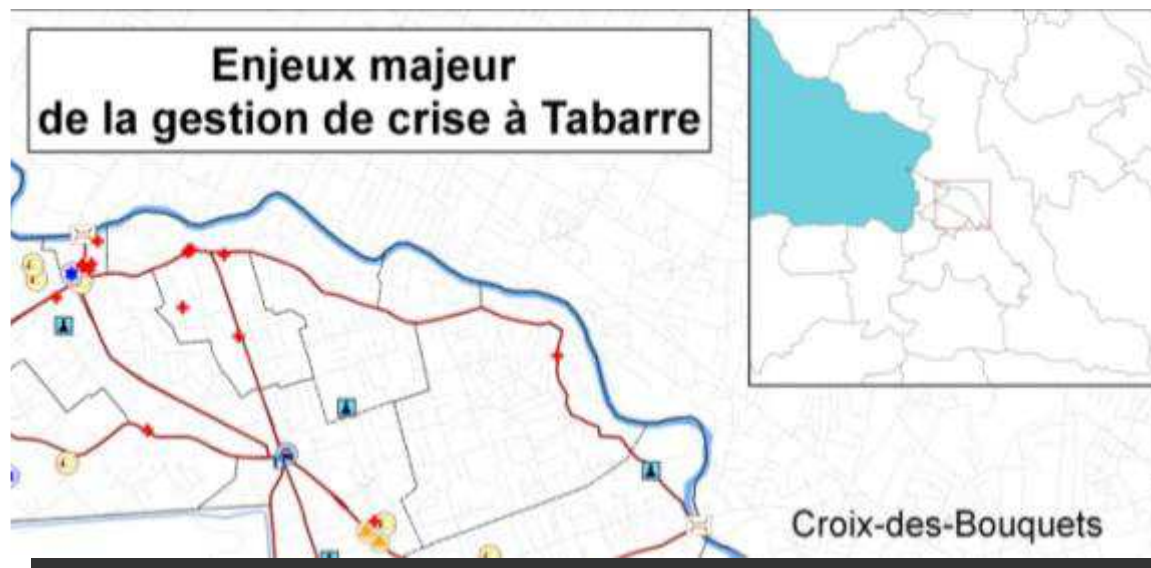 Enjeux majeur
de la gestion de crise à Tabarre
Croix-des-Bouquets